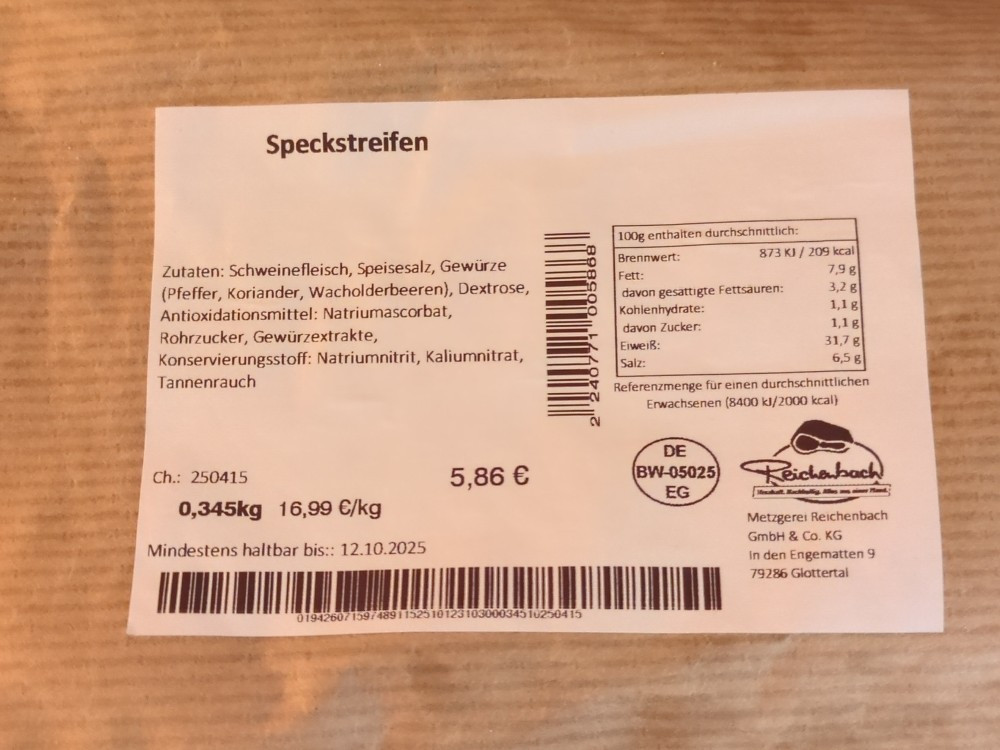 Speckstreifen
Zutaten: Schweinefleisch, Speisesalz, Gewürze
(Pfeffer, Koriander, Wacholderbeeren), Dextrose,
Antioxidationsmittel: Natriumascorbat,
Rohrzucker, Gewürzextrakte,
Konservierungsstoff: Natriumnitrit, Kaliumnitrat,
Tannenrauch
2 240771 005868
100g enthalten durchschnittlich:
Brennwert: 873 KJ / 209 kcal
Fett: 7,9 g
davon gesättigte Fettsäuren: 3,2 g
Kohlenhydrate: 1,1 g
davon Zucker: 1,1 g
Eiweiß: 31,7 g
Salz: 6,5 g
Referenzmenge für einen durchschnittlichen
Erwachsenen (8400 kJ/2000 kcal)
Ch.: 250415
5,86 €
0,345kg 16,99 €/kg
Mindestens haltbar bis:: 12.10.2025
DE
BW-05025
EG
Reichenbach
Metzgerei Reichenbach
GmbH & Co. KG
In den Engematten 9
79286 Glottertal